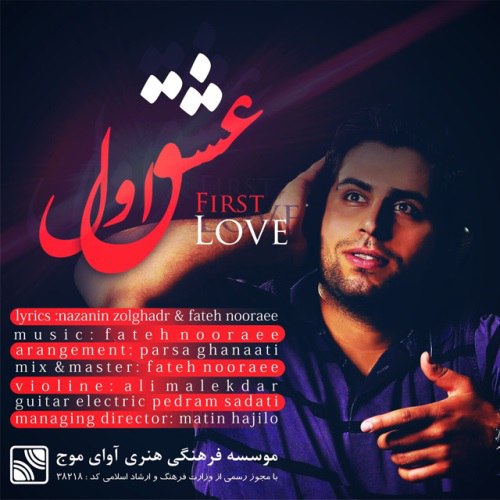 عشق اول
FIRST
LOVE
lyrics :nazanin zolghadr & fateh nooraee
music: fateh nooraee
arangement: parsa ghanaati
mix &master: fateh nooraee
violine: ali malekdar
guitar electric pedram sadati
managing director: matin hajilo
موسسه فرهنگی هنری آوای موج
با مجوز رسمی از وزارت فرهنگ و ارشاد اسلامی کد : ۳۸۲۱۸